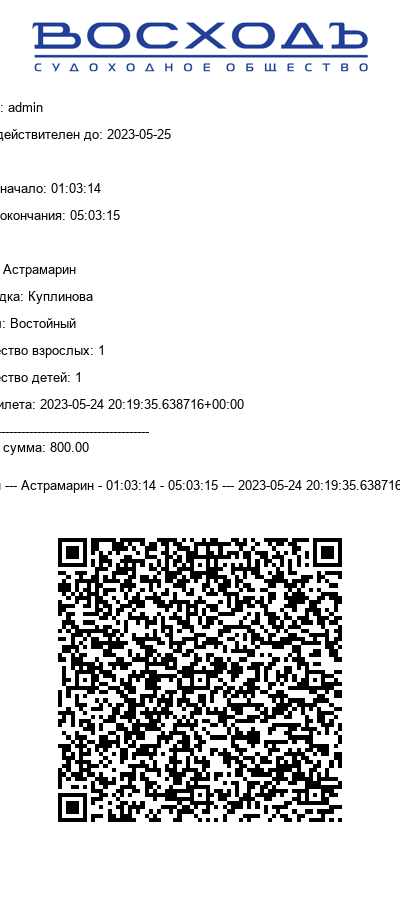 ВОСХОДЪ
СУДОХОДНОЕ ОБЩЕСТВО
: admin
действителен до: 2023-05-25
начало: 01:03:14
окончания: 05:03:15
Астрамарин
дка: Куплинова
: Востойный
ество взрослых: 1
ество детей: 1
илета: 2023-05-24 20:19:35.638716+00:00
----------------------------------------
сумма: 800.00
--- Астрамарин - 01:03:14 - 05:03:15 --- 2023-05-24 20:19:35.638716